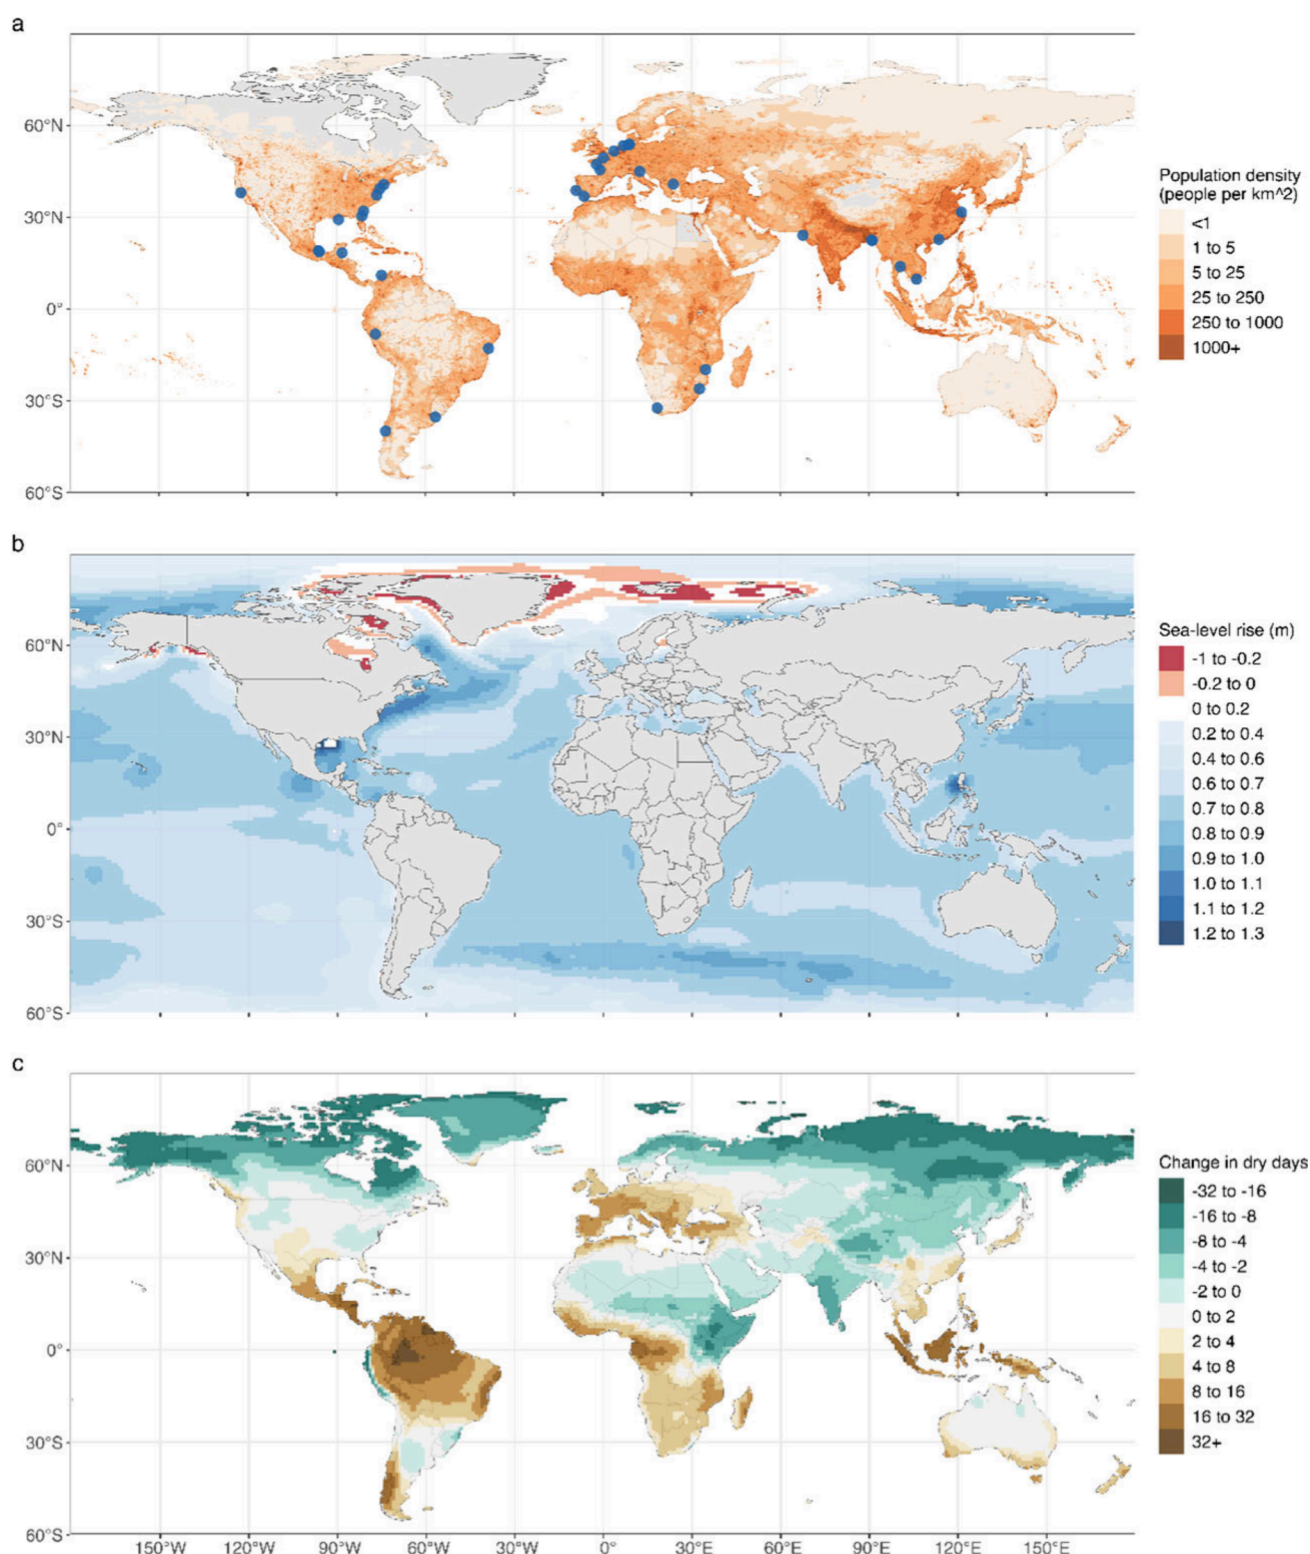 a
60°N
30°N
0°
30°S
60°S
Population density
(people per km^2)
<1
1 to 5
5 to 25
25 to 250
250 to 1000
1000+
b
60°N
30°N
0°
30°S
60°S
Sea-level rise (m)
-1 to -0.2
-0.2 to 0
0 to 0.2
0.2 to 0.4
0.4 to 0.6
0.6 to 0.7
0.7 to 0.8
0.8 to 0.9
0.9 to 1.0
1.0 to 1.1
1.1 to 1.2
1.2 to 1.3
c
60°N
30°N
0°
30°S
60°S
150°W 120°W 90°W 60°W 30°W 0° 30°E 60°E 90°E 120°E 150°E
Change in dry days
-32 to -16
-16 to -8
-8 to -4
-4 to -2
-2 to 0
0 to 2
2 to 4
4 to 8
8 to 16
16 to 32
32+